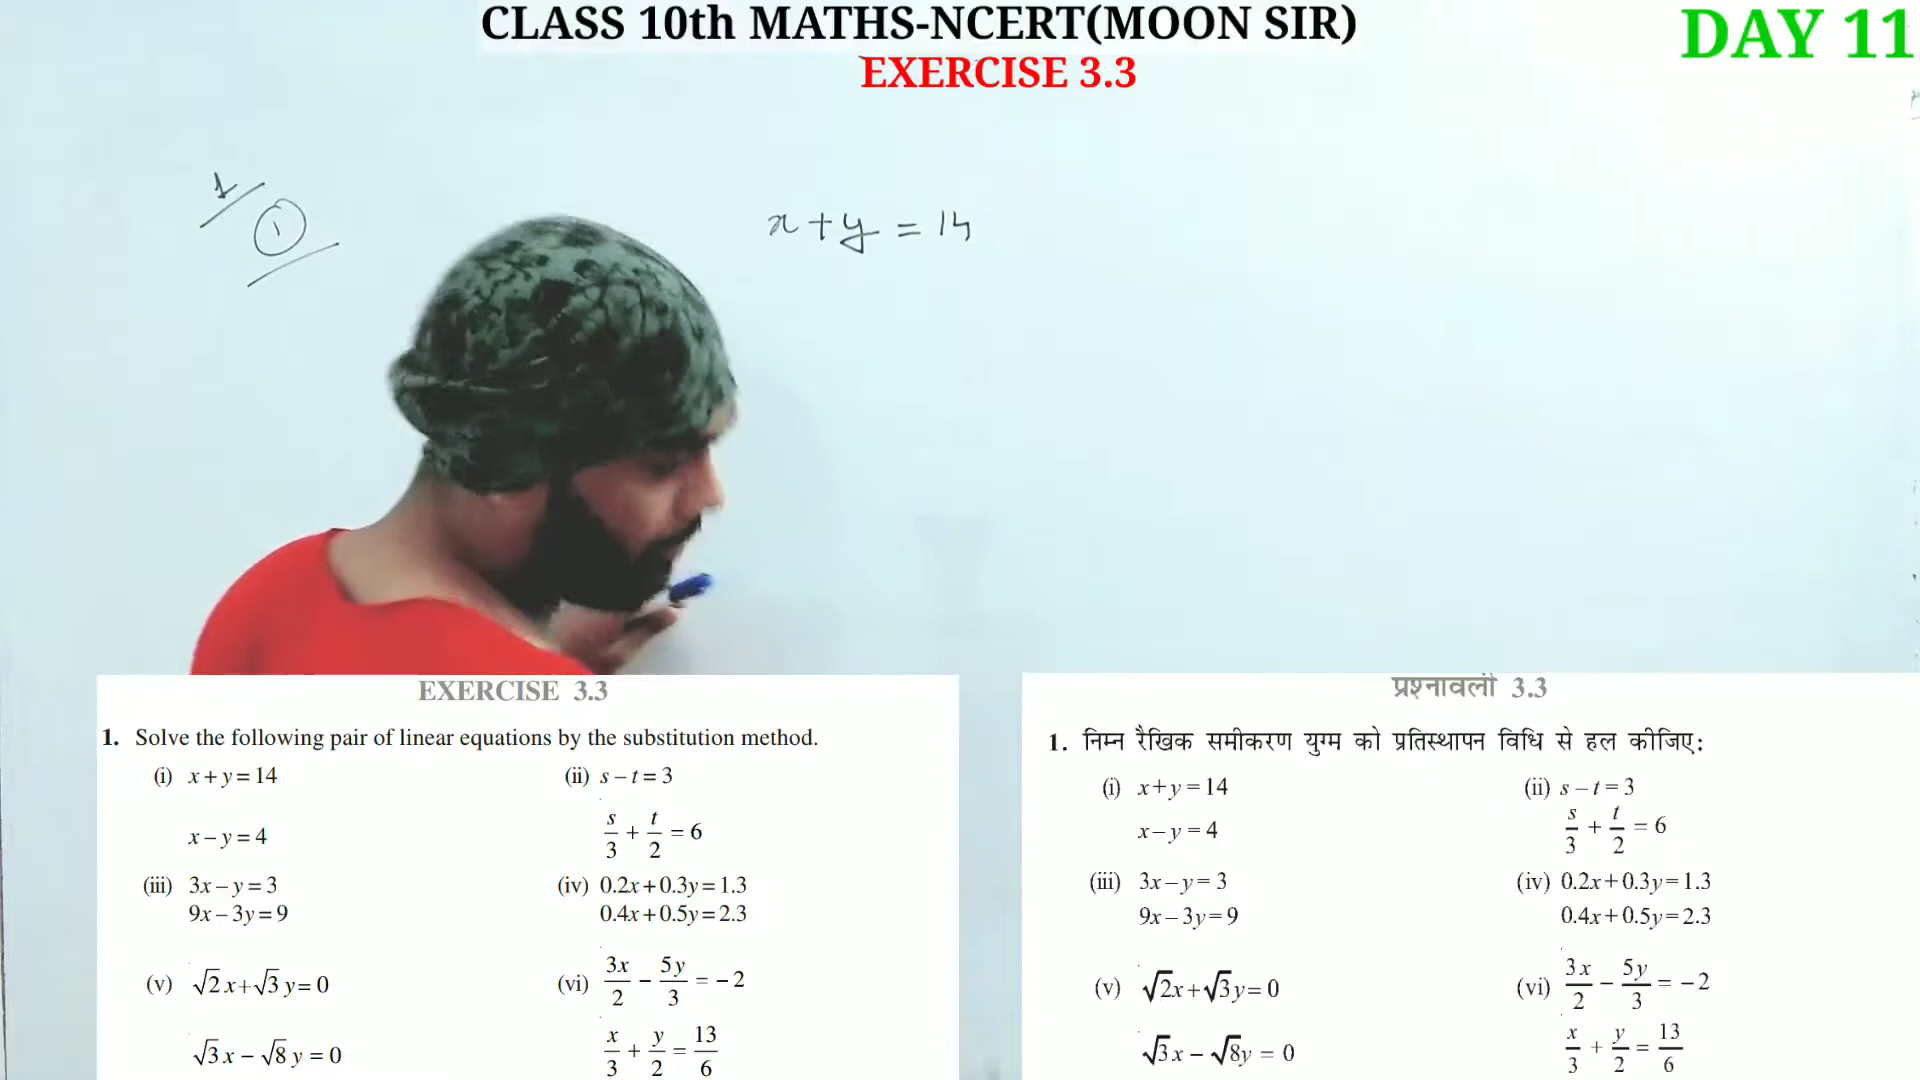 CLASS 10th MATHS-NCERT(MOON SIR)
EXERCISE 3.3
DAY 11
1
1
x + y = 14
EXERCISE 3.3
1. Solve the following pair of linear equations by the substitution method.
(i) x + y = 14
x – y = 4
(ii) s – t = 3
s/3 + t/2 = 6
(iii) 3x – y = 3
9x – 3y = 9
(iv) 0.2x + 0.3y = 1.3
0.4x + 0.5y = 2.3
(v) √2 x + √3 y = 0
√3 x – √8 y = 0
(vi) 3x/2 – 5y/3 = – 2
x/3 + y/2 = 13/6
प्रश्नावली 3.3
1. निम्न रैखिक समीकरण युग्म को प्रतिस्थापन विधि से हल कीजिए:
(i) x + y = 14
x – y = 4
(ii) s – t = 3
s/3 + t/2 = 6
(iii) 3x – y = 3
9x – 3y = 9
(iv) 0.2x + 0.3y = 1.3
0.4x + 0.5y = 2.3
(v) √2x + √3y = 0
√3x – √8y = 0
(vi) 3x/2 – 5y/3 = –2
x/3 + y/2 = 13/6